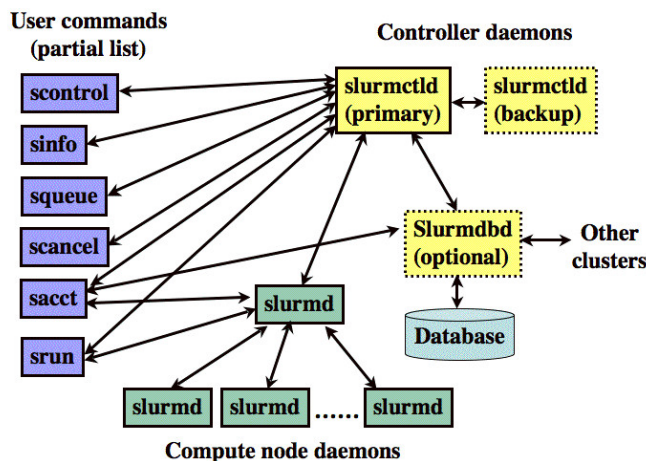 User commands
(partial list)
Controller daemons
scontrol
sinfo
squeue
scancel
sacct
srun
slurmctld
(primary)
slurmctld
(backup)
Slurmdbd
(optional)
Other
clusters
Database
slurmd
slurmd
slurmd
......
slurmd
Compute node daemons